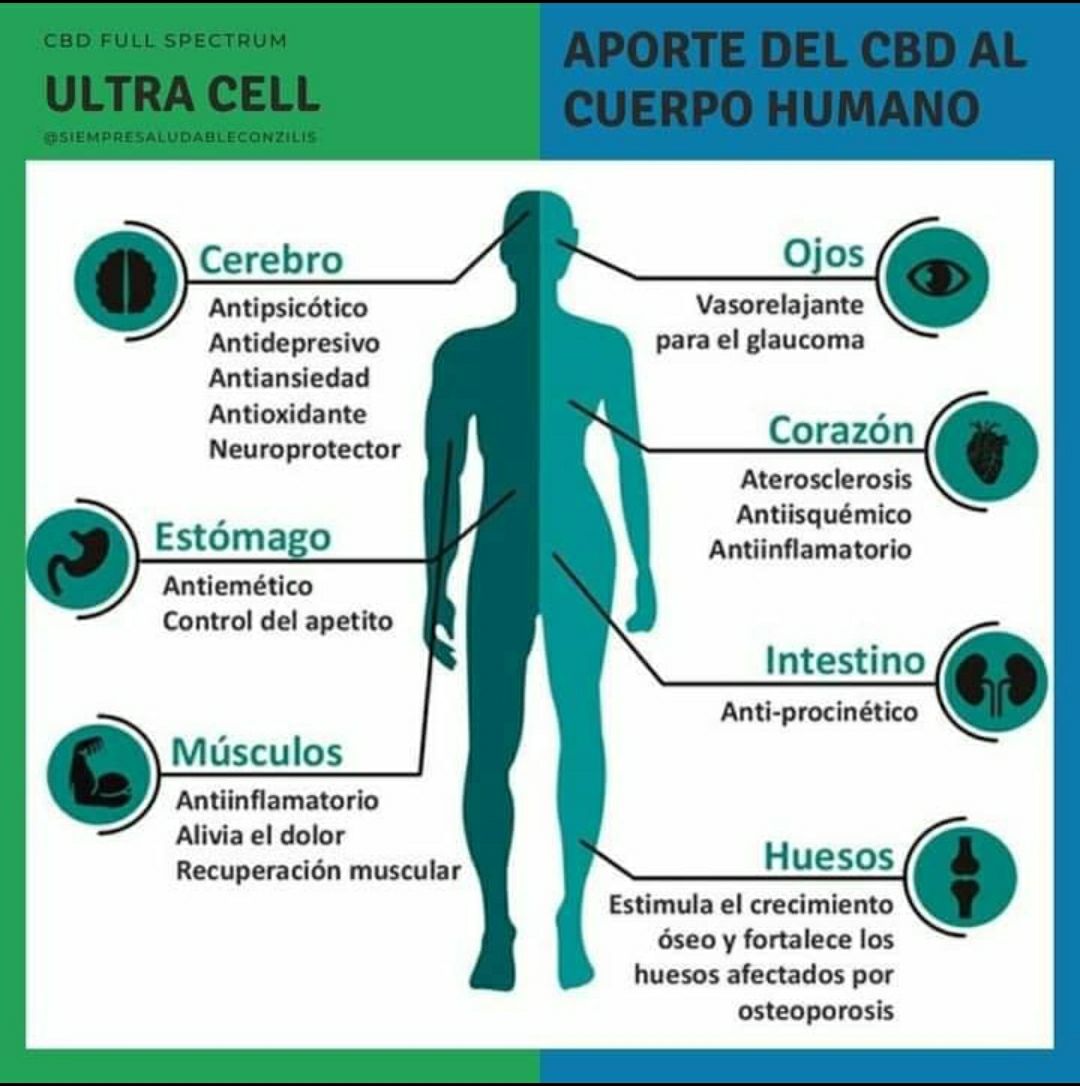 CBD FULL SPECTRUM
ULTRA CELL
@SIEMPRESALUDABLECONZILIS
APORTE DEL CBD AL
CUERPO HUMANO
Cerebro
Antipsicótico
Antidepresivo
Antiansiedad
Antioxidante
Neuroprotector
Estómago
Antiemético
Control del apetito
Músculos
Antiinflamatorio
Alivia el dolor
Recuperación muscular
Ojos
Vasorelajante
para el glaucoma
Corazón
Aterosclerosis
Antiisquémico
Antiinflamatorio
Intestino
Anti-procinético
Huesos
Estimula el crecimiento
óseo y fortalece los
huesos afectados por
osteoporosis